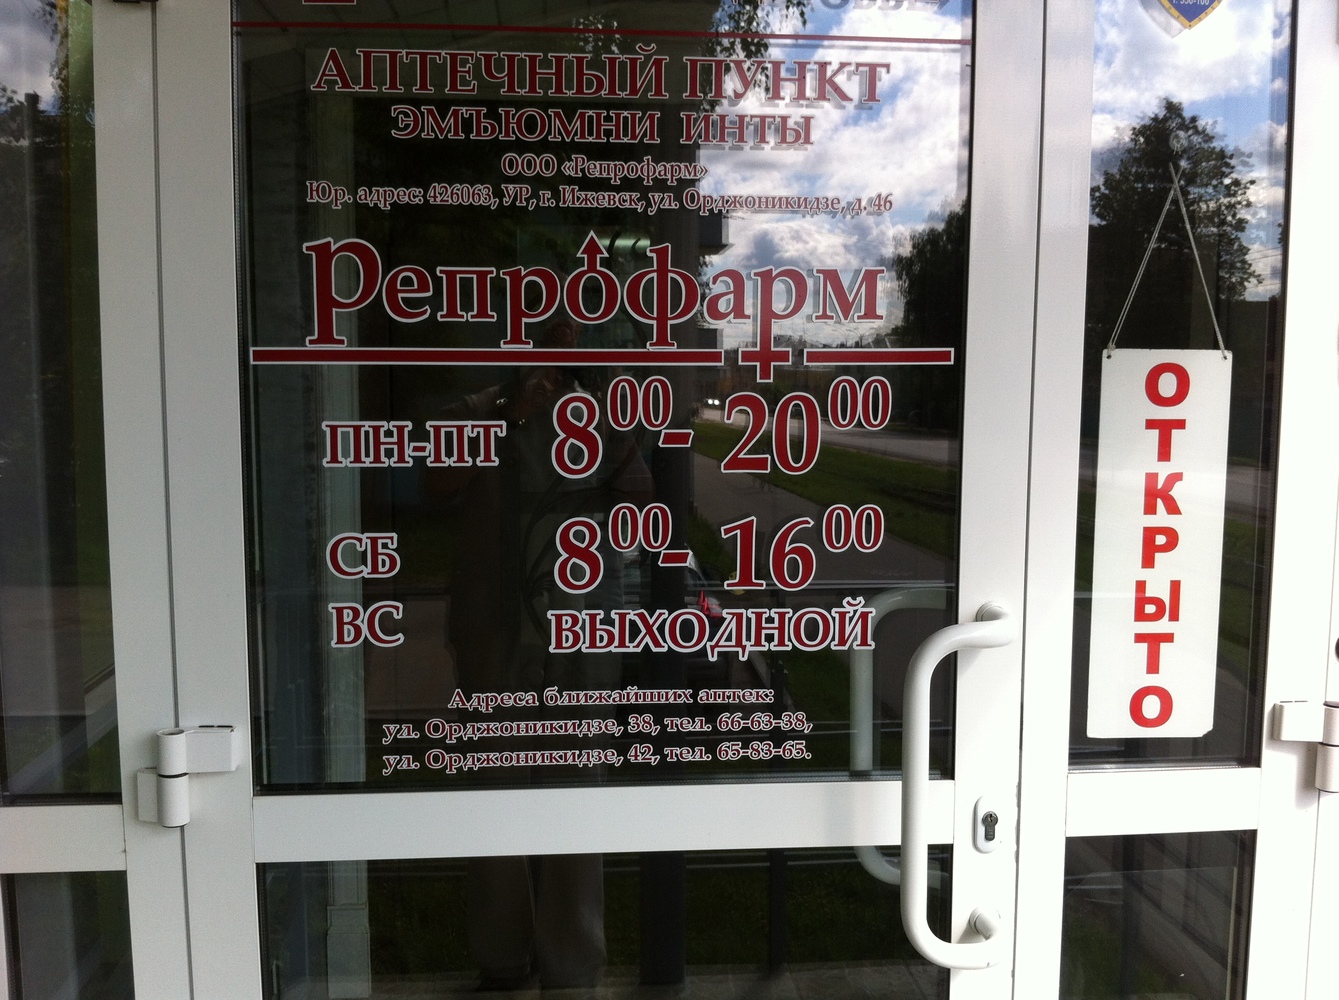 АПТЕЧНЫЙ ПУНКТ
ЭМЪЮМНИ ИНТЫ
ООО «Репрофарм»
Юр. адрес: 426063, УР, г. Ижевск, ул. Орджоникидзе, д. 46
Репрофарм
ПН-ПТ 8⁰⁰- 20⁰⁰
СБ 8⁰⁰- 16⁰⁰
ВС ВЫХОДНОЙ
Адреса ближайших аптек:
ул. Орджоникидзе, 38, тел. 66-63-38,
ул. Орджоникидзе, 42, тел. 65-83-65.
ОТКРЫТО